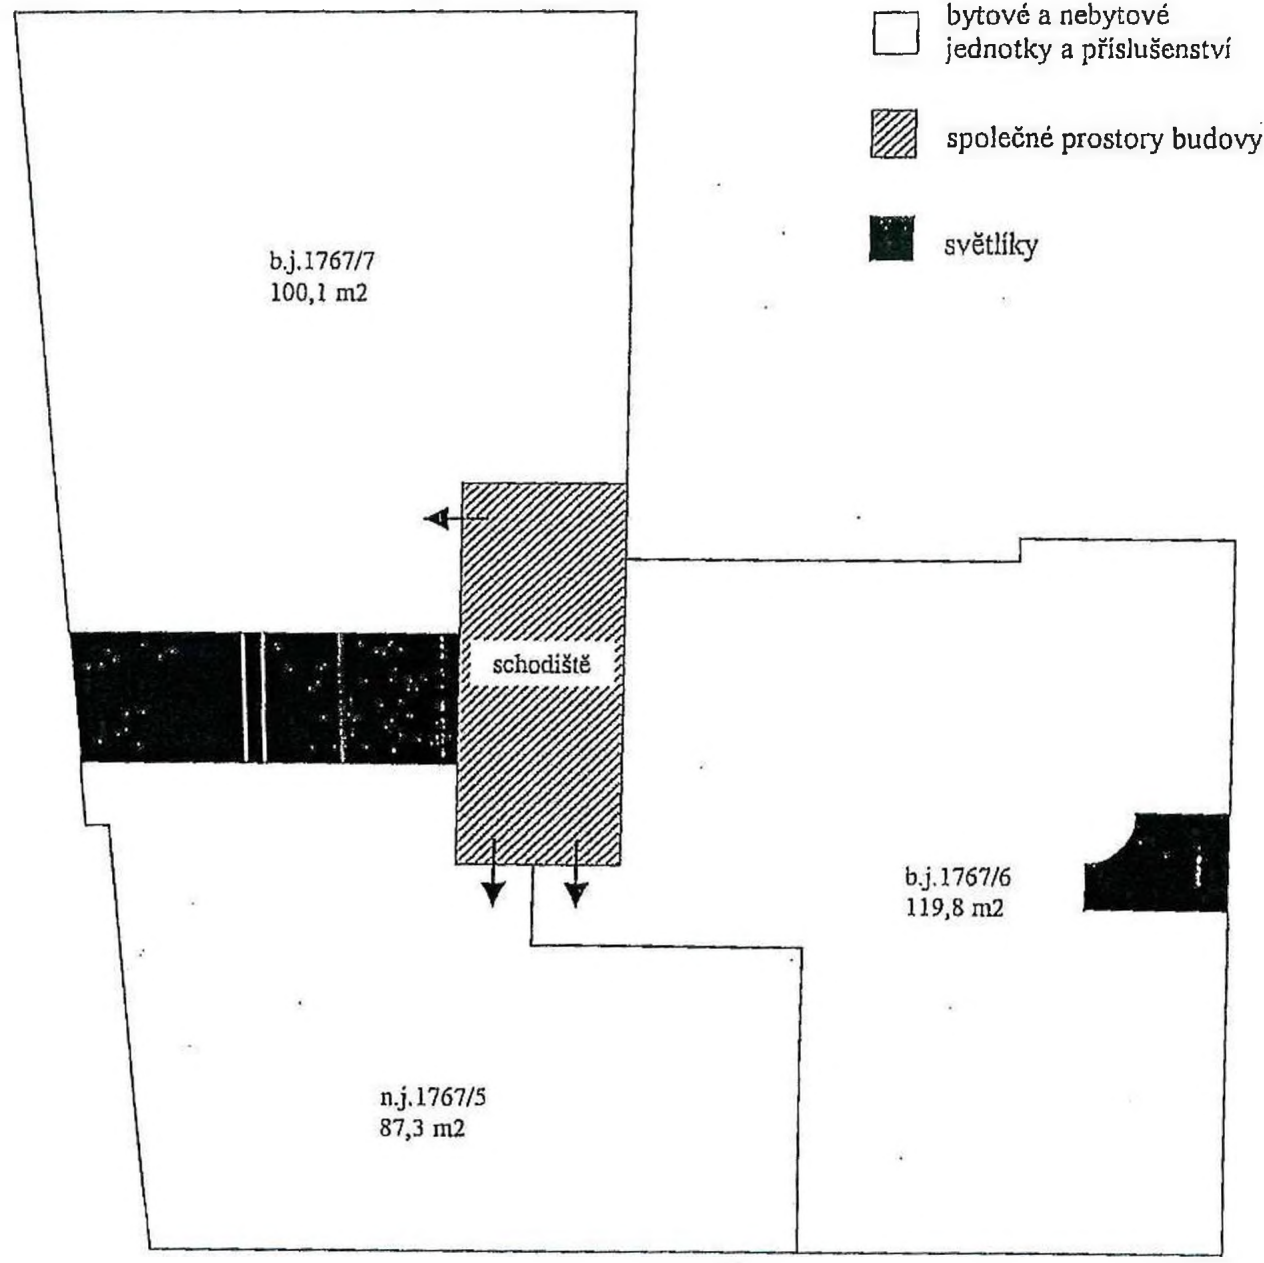 bytové a nebytové
jednotky a příslušenství
společné prostory budovy
světlíky
b.j.1767/7
100,1 m2
schodiště
b.j.1767/6
119,8 m2
n.j.1767/5
87,3 m2